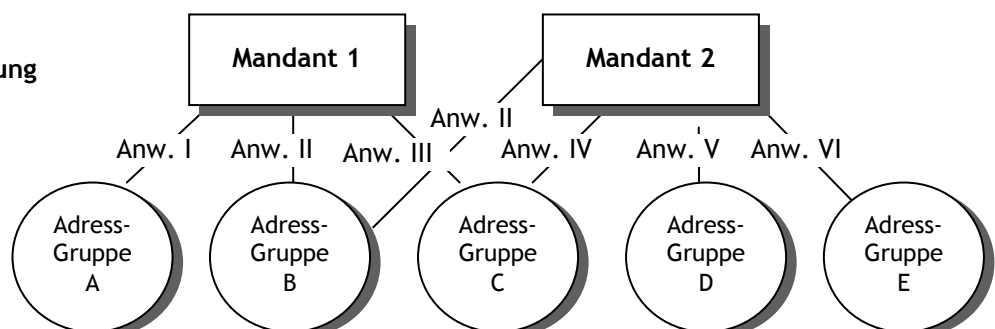 Mandant 1
Mandant 2
ung
Anw. II
Anw. I
Anw. II
Anw. III
Anw. IV
Anw. V
Anw. VI
Adress-
Gruppe
A
Adress-
Gruppe
B
Adress-
Gruppe
C
Adress-
Gruppe
D
Adress-
Gruppe
E